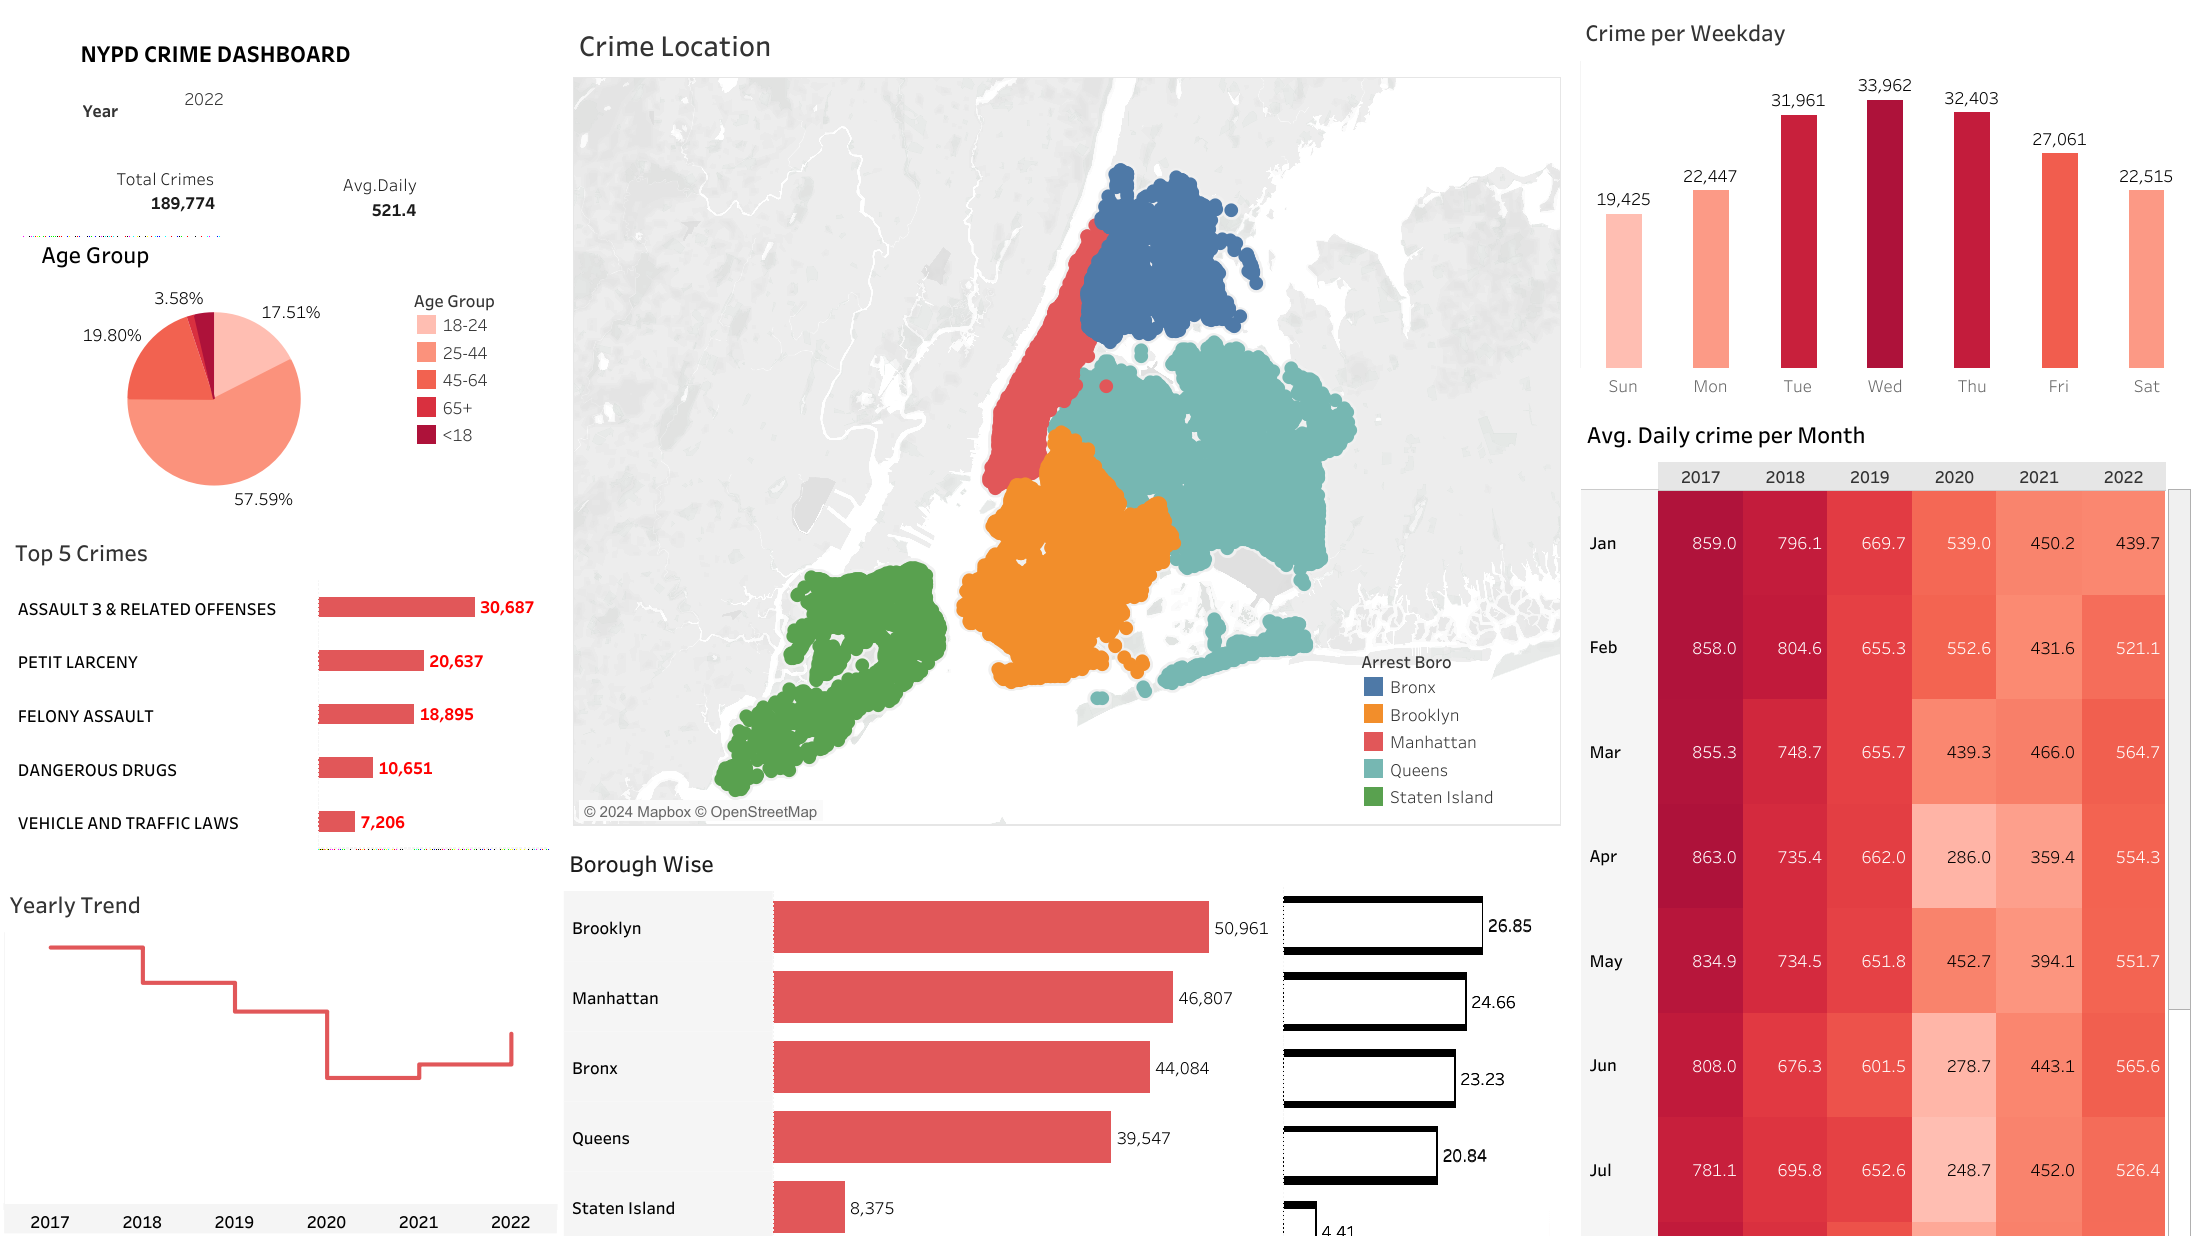 NYPD CRIME DASHBOARD
Year
2022
Total Crimes
189,774
Avg.Daily
521.4
Age Group
3.58%
17.51%
19.80%
57.59%
Age Group
18-24
25-44
45-64
65+
<18
Top 5 Crimes
ASSAULT 3 & RELATED OFFENSES 30,687
PETIT LARCENY 20,637
FELONY ASSAULT 18,895
DANGEROUS DRUGS 10,651
VEHICLE AND TRAFFIC LAWS 7,206
Yearly Trend
2017 2018 2019 2020 2021 2022
Crime Location
Arrest Boro
Bronx
Brooklyn
Manhattan
Queens
Staten Island
© 2024 Mapbox © OpenStreetMap
Borough Wise
Brooklyn 50,961 26.85
Manhattan 46,807 24.66
Bronx 44,084 23.23
Queens 39,547 20.84
Staten Island 8,375 4.41
Crime per Weekday
19,425 22,447 31,961 33,962 32,403 27,061 22,515
Sun Mon Tue Wed Thu Fri Sat
Avg. Daily crime per Month
2017 2018 2019 2020 2021 2022
Jan 859.0 796.1 669.7 539.0 450.2 439.7
Feb 858.0 804.6 655.3 552.6 431.6 521.1
Mar 855.3 748.7 655.7 439.3 466.0 564.7
Apr 863.0 735.4 662.0 286.0 359.4 554.3
May 834.9 734.5 651.8 452.7 394.1 551.7
Jun 808.0 676.3 601.5 278.7 443.1 565.6
Jul 781.1 695.8 652.6 248.7 452.0 526.4